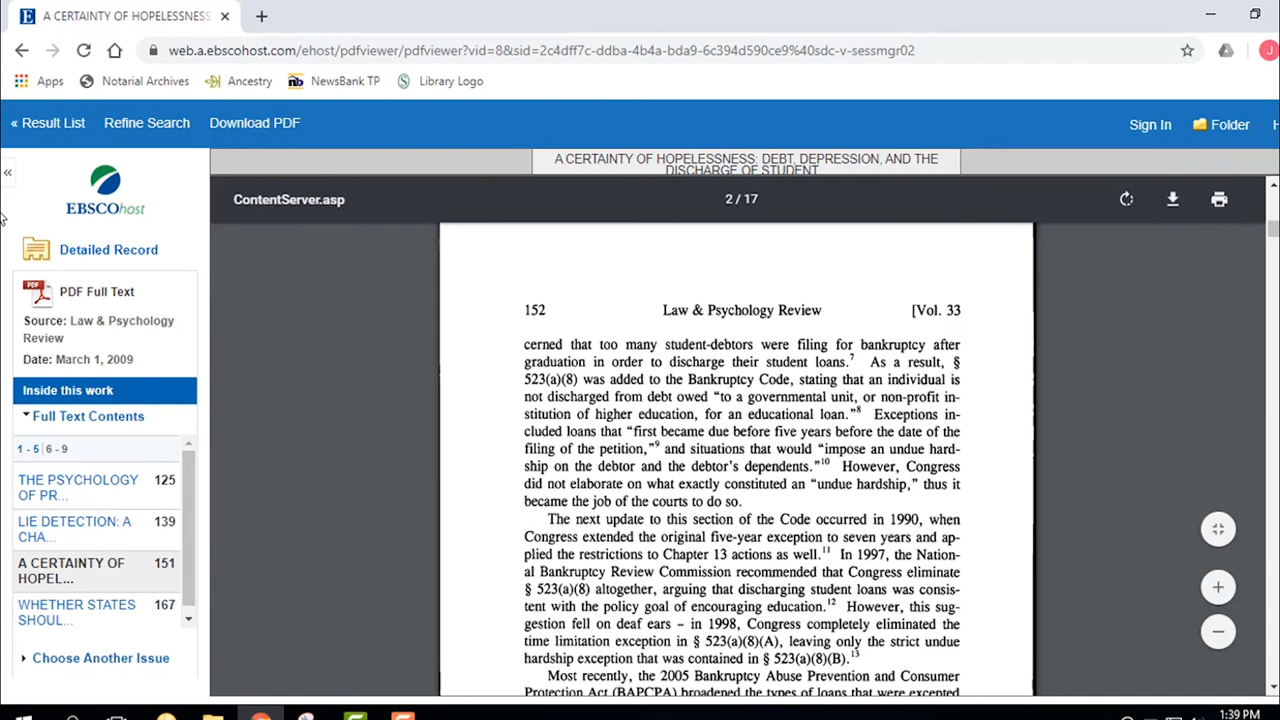 A CERTAINTY OF HOPELESSNESS
web.a.ebscohost.com/ehost/pdfviewer/pdfviewer?vid=8&sid=2c4dff7c-ddba-4b4a-bda9-6c394d590ce9%40sdc-v-sessmgr02
J
Apps Notarial Archives Ancestry NewsBank TP Library Logo
« Result List Refine Search Download PDF
Sign In Folder
A CERTAINTY OF HOPELESSNESS: DEBT, DEPRESSION, AND THE
DISCHARGE OF STUDENT
«
EBSCOhost
Detailed Record
PDF Full Text
Source: Law & Psychology
Review
Date: March 1, 2009
Inside this work
Full Text Contents
1 - 5 | 6 - 9
THE PSYCHOLOGY 125
OF PR...
LIE DETECTION: A 139
CHA...
A CERTAINTY OF 151
HOPEL...
WHETHER STATES 167
SHOUL...
Choose Another Issue
ContentServer.asp 2 / 17
152 Law & Psychology Review [Vol. 33
cerned that too many student-debtors were filing for bankruptcy after
graduation in order to discharge their student loans.7 As a result, §
523(a)(8) was added to the Bankruptcy Code, stating that an individual is
not discharged from debt owed “to a governmental unit, or non-profit in-
stitution of higher education, for an educational loan.”8 Exceptions in-
cluded loans that “first became due before five years before the date of the
filing of the petition,”9 and situations that would “impose an undue hard-
ship on the debtor and the debtor’s dependents.”10 However, Congress
did not elaborate on what exactly constituted an “undue hardship,” thus it
became the job of the courts to do so.
The next update to this section of the Code occurred in 1990, when
Congress extended the original five-year exception to seven years and ap-
plied the restrictions to Chapter 13 actions as well.11 In 1997, the Nation-
al Bankruptcy Review Commission recommended that Congress eliminate
§ 523(a)(8) altogether, arguing that discharging student loans was consis-
tent with the policy goal of encouraging education.12 However, this sug-
gestion fell on deaf ears – in 1998, Congress completely eliminated the
time limitation exception in § 523(a)(8)(A), leaving only the strict undue
hardship exception that was contained in § 523(a)(8)(B).13
Most recently, the 2005 Bankruptcy Abuse Prevention and Consumer
Protection Act (BAPCPA) broadened the types of loans that were excepted
1:39 PM